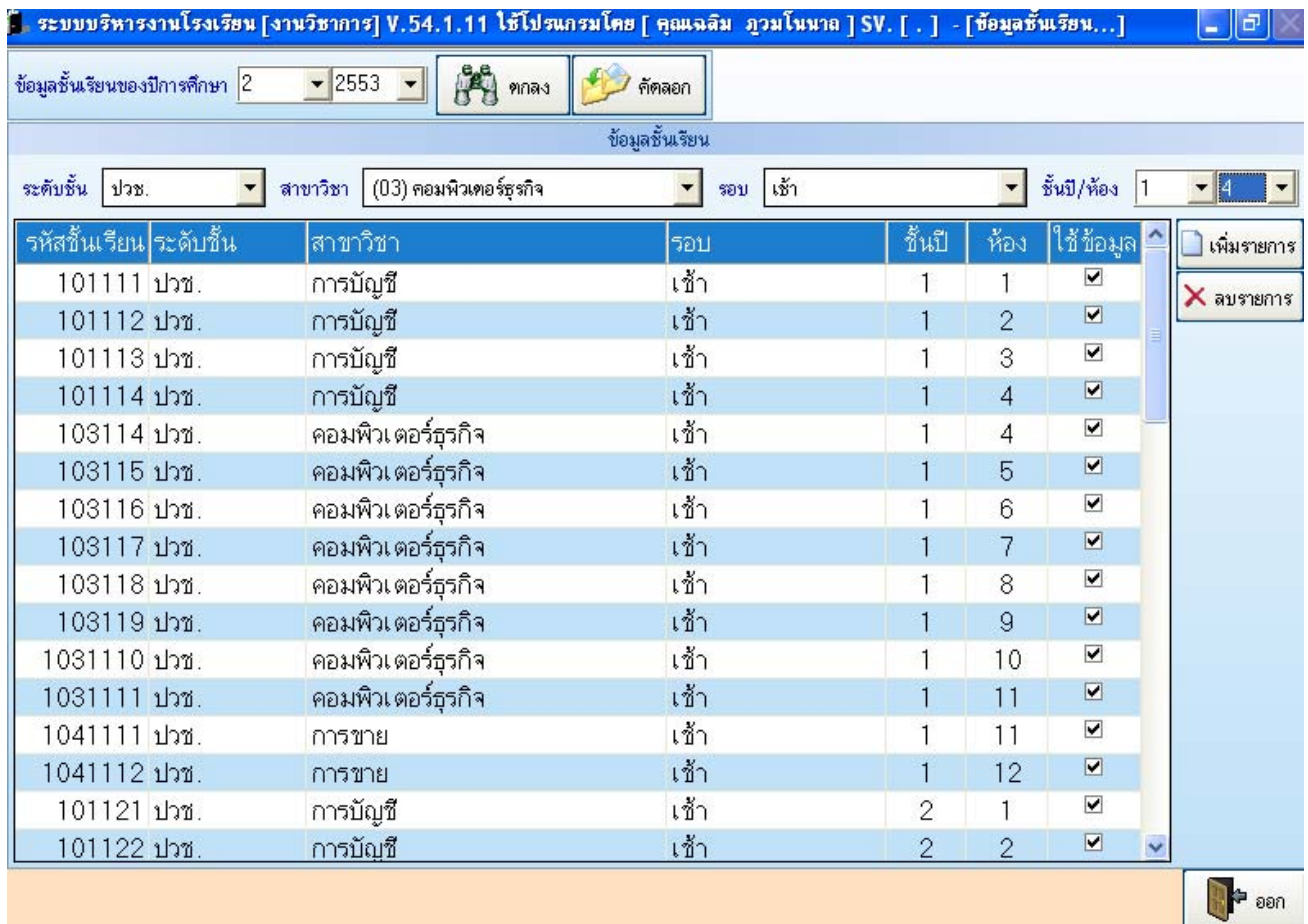 ระบบบริหารงานโรงเรียน [งานวิชาการ] V.54.1.11 ใช้โปรแกรมโดย [ คุณเฉลิม ภูวมโนนาถ ] SV. [ . ] - [ข้อมูลชั้นเรียน...]
ข้อมูลชั้นเรียนของปีการศึกษา 2 2553 ตกลง คัดลอก
ข้อมูลชั้นเรียน
ระดับชั้น ปวช. สาขาวิชา (03) คอมพิวเตอร์ธุรกิจ รอบ เช้า ชั้นปี/ห้อง 1 4
รหัสชั้นเรียน ระดับชั้น สาขาวิชา รอบ ชั้นปี ห้อง ใช้ข้อมูล เพิ่มรายการ
101111 ปวช. การบัญชี เช้า 1 1
ลบรายการ
101112 ปวช. การบัญชี เช้า 1 2
101113 ปวช. การบัญชี เช้า 1 3
101114 ปวช. การบัญชี เช้า 1 4
103114 ปวช. คอมพิวเตอร์ธุรกิจ เช้า 1 4
103115 ปวช. คอมพิวเตอร์ธุรกิจ เช้า 1 5
103116 ปวช. คอมพิวเตอร์ธุรกิจ เช้า 1 6
103117 ปวช. คอมพิวเตอร์ธุรกิจ เช้า 1 7
103118 ปวช. คอมพิวเตอร์ธุรกิจ เช้า 1 8
103119 ปวช. คอมพิวเตอร์ธุรกิจ เช้า 1 9
1031110 ปวช. คอมพิวเตอร์ธุรกิจ เช้า 1 10
1031111 ปวช. คอมพิวเตอร์ธุรกิจ เช้า 1 11
1041111 ปวช. การขาย เช้า 1 11
1041112 ปวช. การขาย เช้า 1 12
101121 ปวช. การบัญชี เช้า 2 1
101122 ปวช. การบัญชี เช้า 2 2
ออก